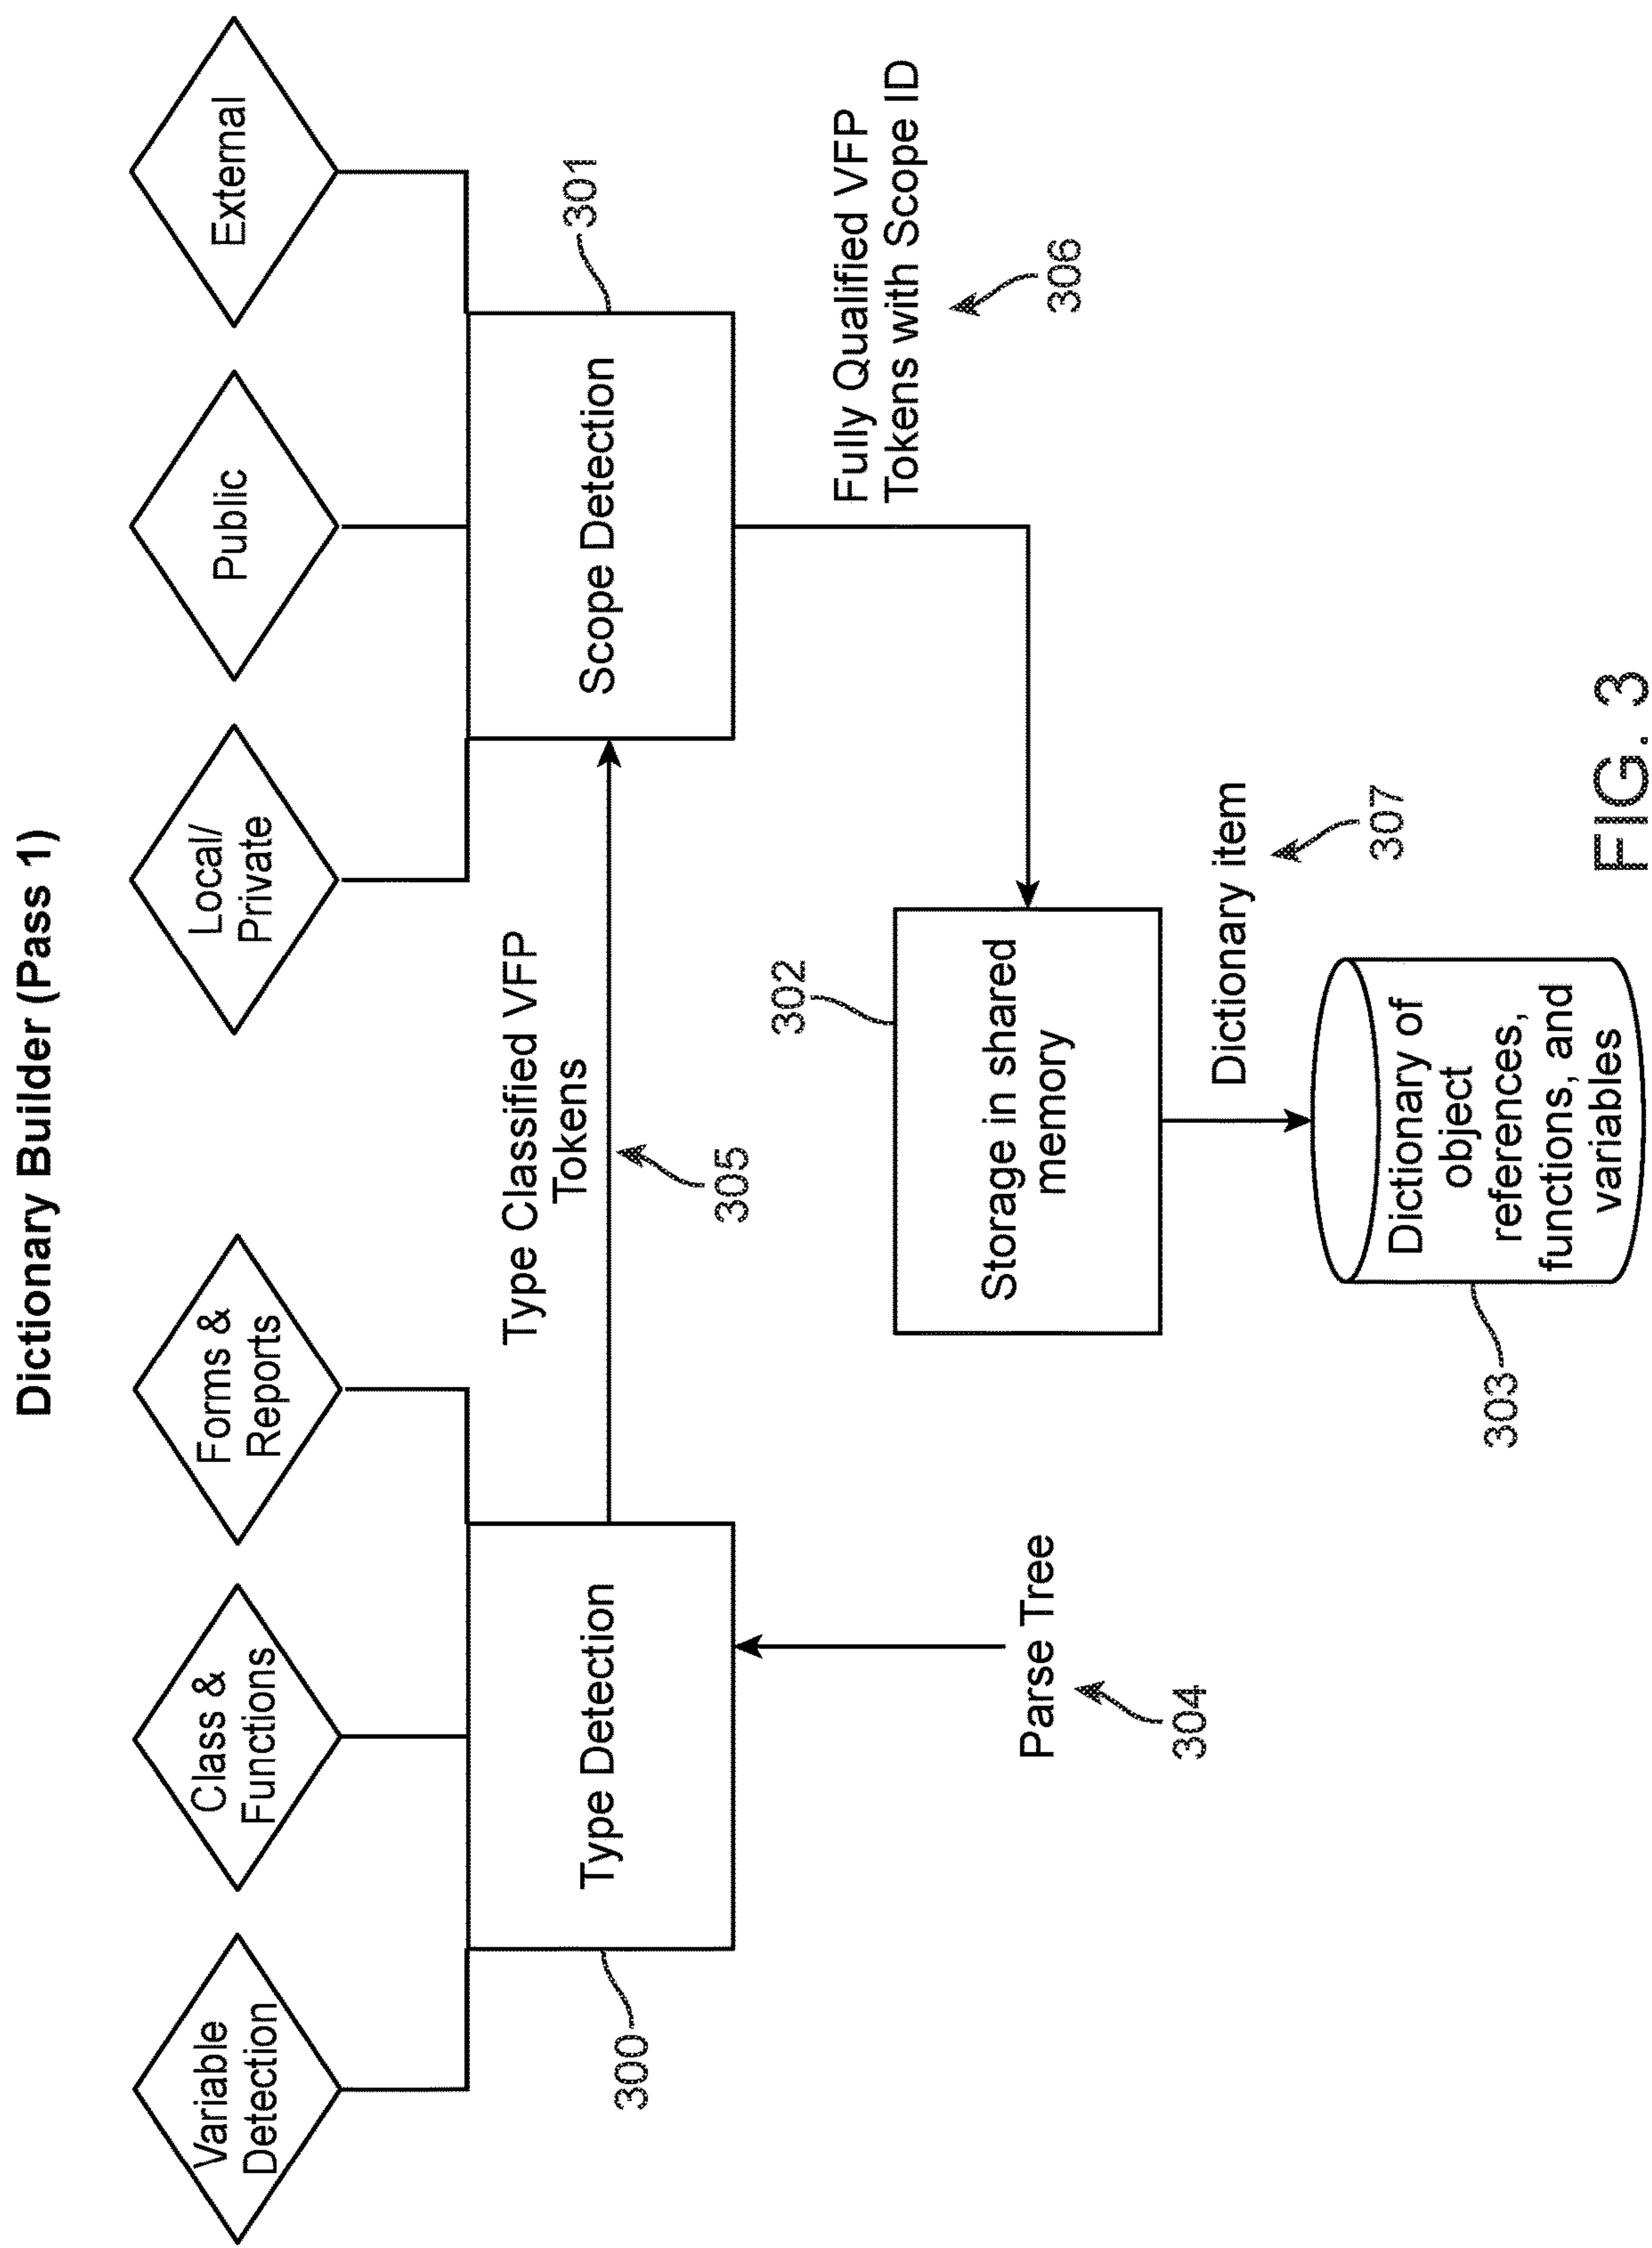 Dictionary Builder (Pass 1)
Variable
Detection
Class &
Functions
Forms &
Reports
Local/
Private
Public
External
Type Detection
300
Type Classified VFP
Tokens
305
Scope Detection
301
Parse Tree
304
Fully Qualified VFP
Tokens with Scope ID
306
302
Storage in shared
memory
Dictionary item
307
303
Dictionary of
object
references,
functions, and
variables
FIG. 3